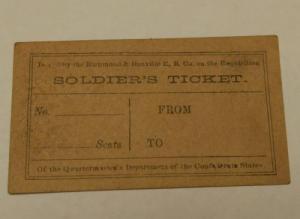 by the Richmond & Danville R. R. Co. on the Requisition
SOLDIER'S TICKET.
No. FROM
Seats TO
Of the Quartermaster's Department of the Confederate States.